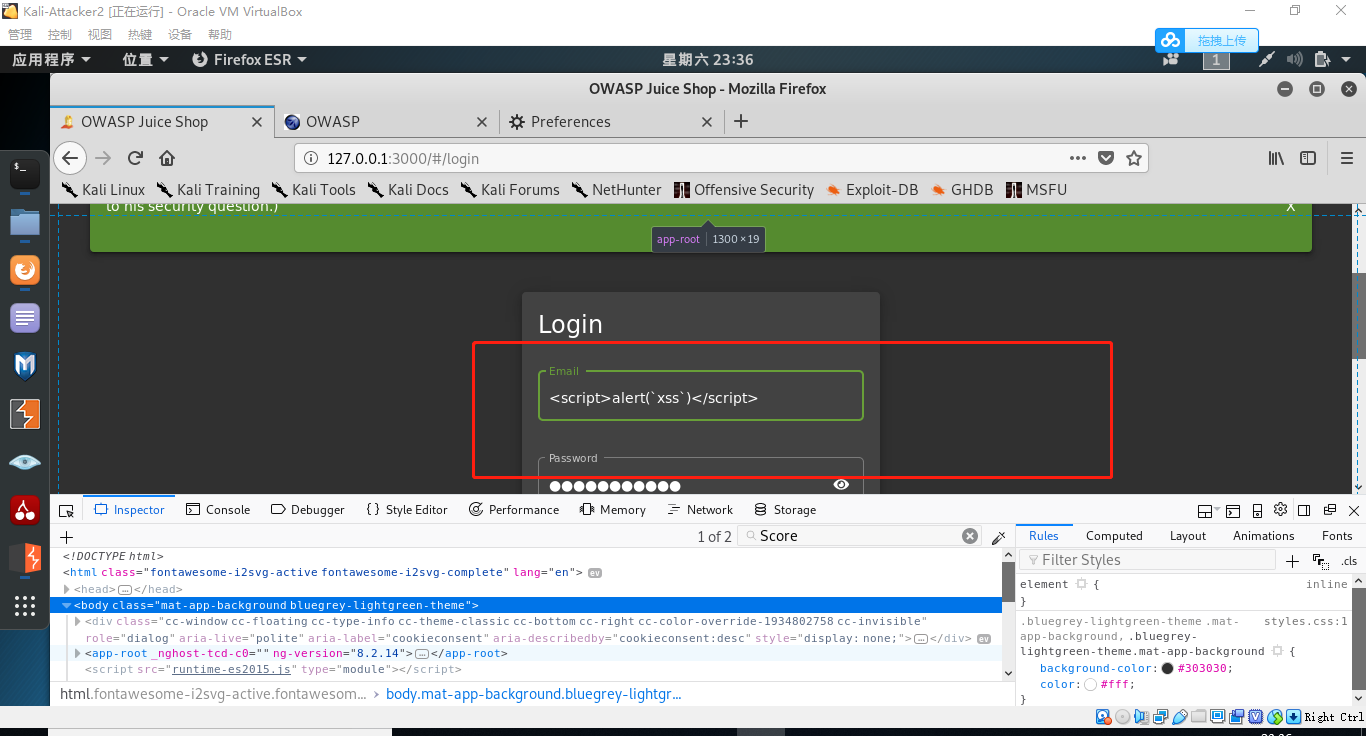 Kali-Attacker2 [正在运行] - Oracle VM VirtualBox
管理 控制 视图 热键 设备 帮助
拖拽上传
应用程序 位置 Firefox ESR 星期六 23:36 1
OWASP Juice Shop - Mozilla Firefox
OWASP Juice Shop OWASP Preferences
127.0.0.1:3000/#/login
Kali Linux Kali Training Kali Tools Kali Docs Kali Forums NetHunter Offensive Security Exploit-DB GHDB MSFU
to his security question.) X
app-root 1300 × 19
Login
Email
<script>alert(`xss`)</script>
Password
Inspector Console Debugger {} Style Editor Performance Memory Network Storage
1 of 2 Score
Rules Computed Layout Animations Fonts
Filter Styles .cls
<!DOCTYPE html>
<html class="fontawesome-i2svg-active fontawesome-i2svg-complete" lang="en"> ev
<head>…</head>
<body class="mat-app-background bluegrey-lightgreen-theme">
<div class="cc-window cc-floating cc-type-info cc-theme-classic cc-bottom cc-right cc-color-override-1934802758 cc-invisible"
role="dialog" aria-live="polite" aria-label="cookieconsent" aria-describedby="cookieconsent:desc" style="display: none;">…</div> ev
<app-root _nghost-tcd-c0="" ng-version="8.2.14">…</app-root>
<script src="runtime-es2015.js" type="module"></script>
html.fontawesome-i2svg-active.fontawesom… body.mat-app-background.bluegrey-lightgr…
element { inline
}
.bluegrey-lightgreen-theme .mat- styles.css:1
app-background, .bluegrey-
lightgreen-theme.mat-app-background {
background-color: #303030;
color: #fff;
}
Right Ctrl